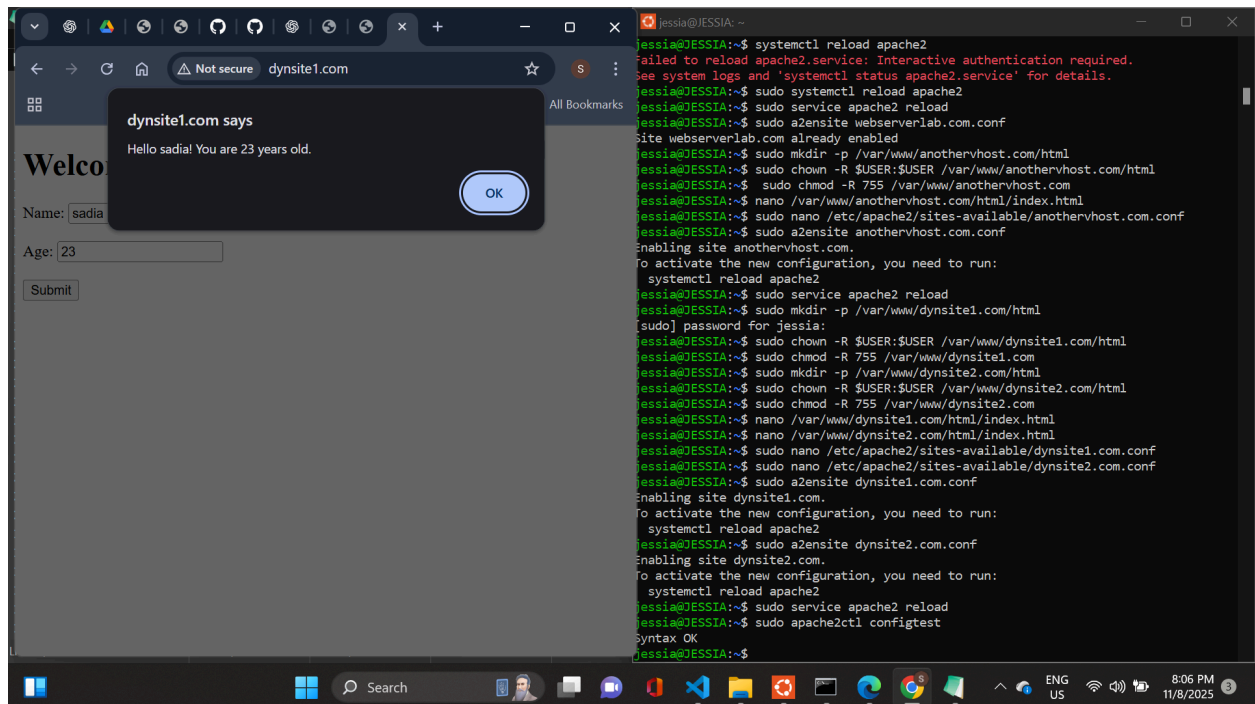 Not secure
dynsite1.com
S
All Bookmarks
dynsite1.com says
Hello sadia! You are 23 years old.
OK
Welco
Name: sadia
Age: 23
Submit
jessia@JESSIA: ~
jessia@JESSIA:~$ systemctl reload apache2
Failed to reload apache2.service: Interactive authentication required.
See system logs and 'systemctl status apache2.service' for details.
jessia@JESSIA:~$ sudo systemctl reload apache2
jessia@JESSIA:~$ sudo service apache2 reload
jessia@JESSIA:~$ sudo a2ensite webserverlab.com.conf
Site webserverlab.com already enabled
jessia@JESSIA:~$ sudo mkdir -p /var/www/anothervhost.com/html
jessia@JESSIA:~$ sudo chown -R $USER:$USER /var/www/anothervhost.com/html
jessia@JESSIA:~$  sudo chmod -R 755 /var/www/anothervhost.com
jessia@JESSIA:~$ nano /var/www/anothervhost.com/html/index.html
jessia@JESSIA:~$ sudo nano /etc/apache2/sites-available/anothervhost.com.conf
jessia@JESSIA:~$ sudo a2ensite anothervhost.com.conf
Enabling site anothervhost.com.
To activate the new configuration, you need to run:
  systemctl reload apache2
jessia@JESSIA:~$ sudo service apache2 reload
jessia@JESSIA:~$ sudo mkdir -p /var/www/dynsite1.com/html
[sudo] password for jessia:
jessia@JESSIA:~$ sudo chown -R $USER:$USER /var/www/dynsite1.com/html
jessia@JESSIA:~$ sudo chmod -R 755 /var/www/dynsite1.com
jessia@JESSIA:~$ sudo mkdir -p /var/www/dynsite2.com/html
jessia@JESSIA:~$ sudo chown -R $USER:$USER /var/www/dynsite2.com/html
jessia@JESSIA:~$ sudo chmod -R 755 /var/www/dynsite2.com
jessia@JESSIA:~$ nano /var/www/dynsite1.com/html/index.html
jessia@JESSIA:~$ nano /var/www/dynsite2.com/html/index.html
jessia@JESSIA:~$ sudo nano /etc/apache2/sites-available/dynsite1.com.conf
jessia@JESSIA:~$ sudo nano /etc/apache2/sites-available/dynsite2.com.conf
jessia@JESSIA:~$ sudo a2ensite dynsite1.com.conf
Enabling site dynsite1.com.
To activate the new configuration, you need to run:
  systemctl reload apache2
jessia@JESSIA:~$ sudo a2ensite dynsite2.com.conf
Enabling site dynsite2.com.
To activate the new configuration, you need to run:
  systemctl reload apache2
jessia@JESSIA:~$ sudo service apache2 reload
jessia@JESSIA:~$ sudo apache2ctl configtest
Syntax OK
jessia@JESSIA:~$
Search
S
ENG
US
8:06 PM
11/8/2025
3